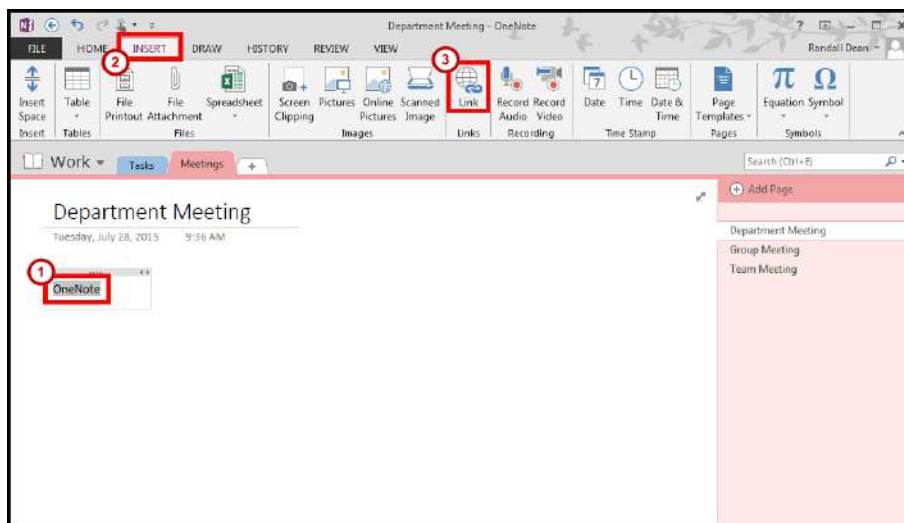 Department Meeting - OneNote
FILE HOME INSERT DRAW HISTORY REVIEW VIEW Randall Dean
2
3
Insert Space
Table
File Printout
File Attachment
Spreadsheet
Screen Clipping
Pictures
Online Pictures
Scanned Image
Link
Record Audio
Record Video
Date
Time
Date & Time
Page Templates
Equation
Symbol
Insert Tables Files Images Links Recording Time Stamp Pages Symbols
Work Tasks Meetings Search (Ctrl+E)
Add Page
Department Meeting
Tuesday, July 28, 2015 9:36 AM
1
OneNote
Department Meeting
Group Meeting
Team Meeting